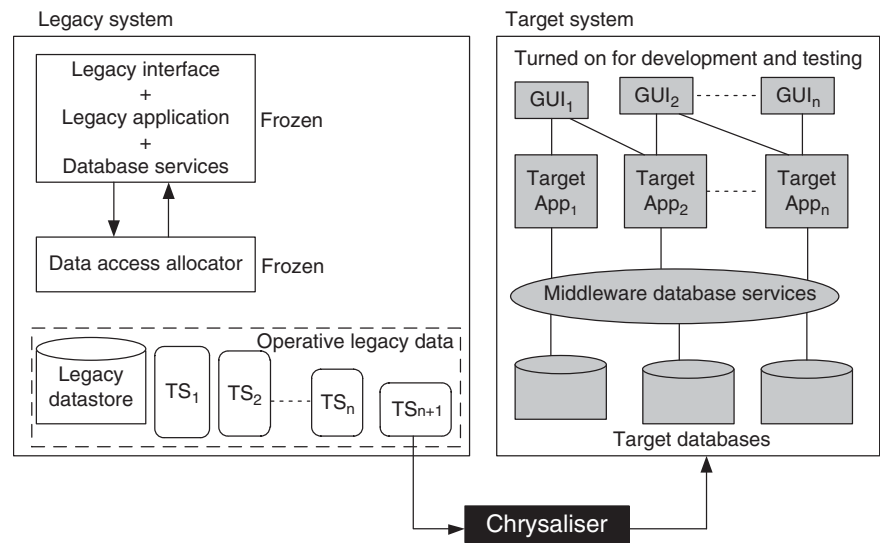 Legacy system
Legacy interface
+
Legacy application
+
Database services
Frozen
Data access allocator
Frozen
Operative legacy data
Legacy
datastore
TS1
TS2
TSn
TSn+1
Target system
Turned on for development and testing
GUI1
GUI2
GUIn
Target
App1
Target
App2
Target
Appn
Middleware database services
Target databases
Chrysaliser